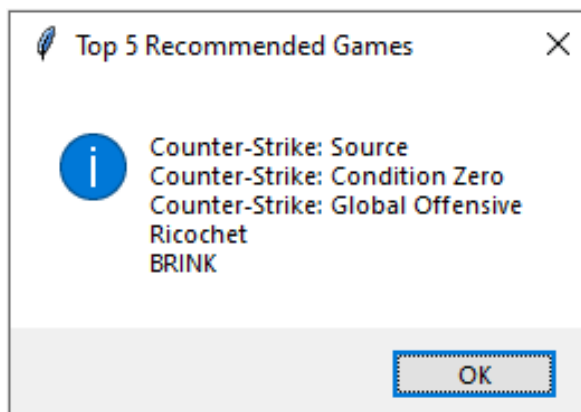 Top 5 Recommended Games
Counter-Strike: Source
Counter-Strike: Condition Zero
Counter-Strike: Global Offensive
Ricochet
BRINK
OK